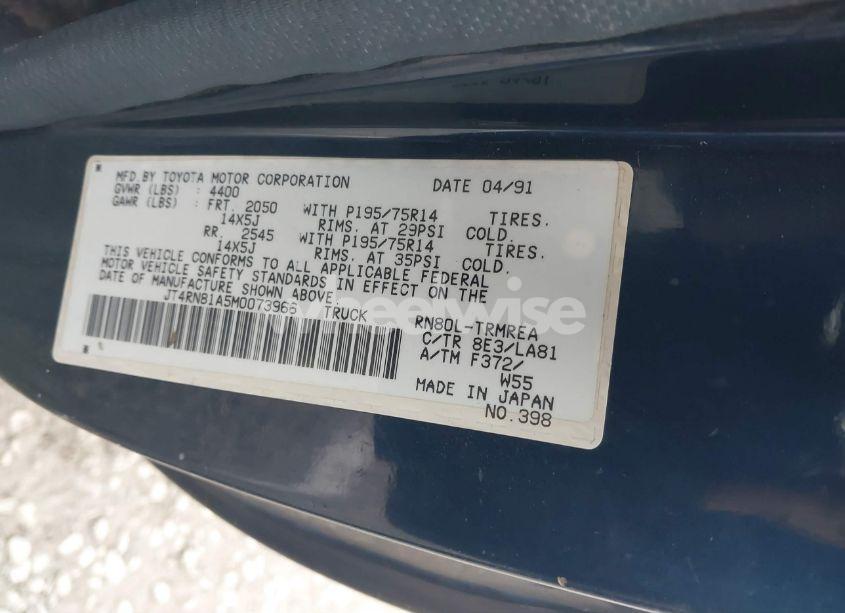 MFD.BY TOYOTA MOTOR CORPORATION DATE 04/91
GVWR (LBS) : 4400
GAWR (LBS) : FRT. 2050 WITH P195/75R14 TIRES.
14X5J RIMS. AT 29PSI COLD.
RR. 2545 WITH P195/75R14 TIRES.
14X5J RIMS. AT 35PSI COLD.
THIS VEHICLE CONFORMS TO ALL APPLICABLE FEDERAL
MOTOR VEHICLE SAFETY STANDARDS IN EFFECT ON THE
DATE OF MANUFACTURE SHOWN ABOVE.
JT4RN81A5M0073966 TRUCK
RN80L-TRMREA
C/TR 8E3/LA81
A/TM F372/
W55
MADE IN JAPAN
NO.398
wheelwise